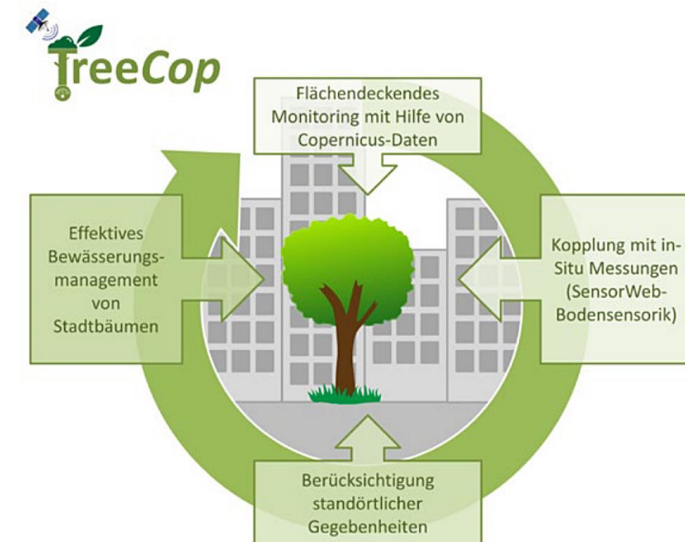 TreeCop
Flächendeckendes
Monitoring mit Hilfe von
Copernicus-Daten
Effektives
Bewässerungs-
management
von
Stadtbäumen
Kopplung mit in-
Situ Messungen
(SensorWeb-
Bodensensorik)
Berücksichtigung
standörtlicher
Gegebenheiten